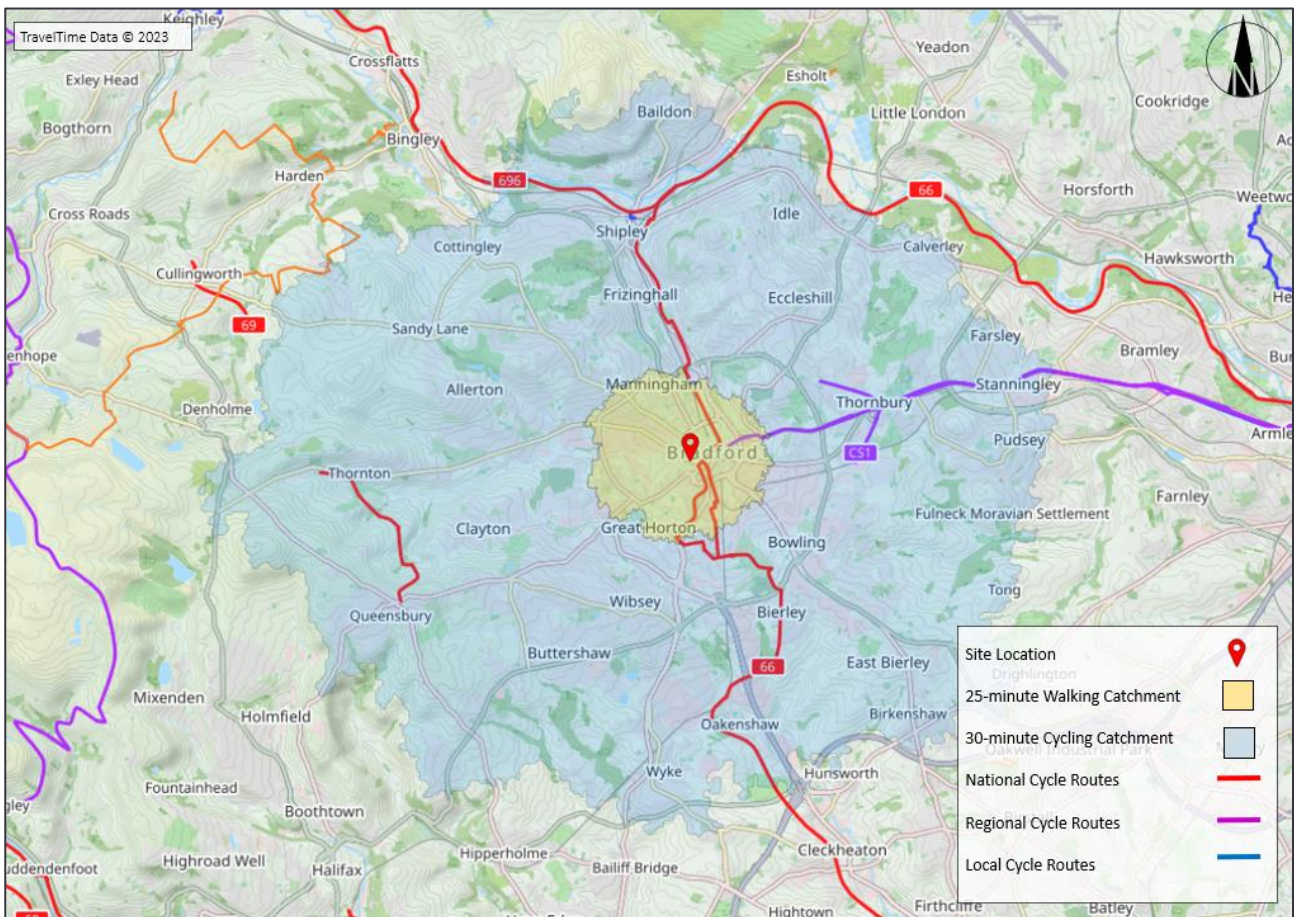 Keighley
TravelTime Data © 2023
Yeadon
Crossflatts
Esholt
Exley Head
Cookridge
Baildon
Little London
Bogthorn
Bingley
696
Harden
66
Horsforth
Cross Roads
Idle
Shipley
Cottingley
Calverley
Hawksworth
Cullingworth
Frizinghall
Eccleshill
69
Sandy Lane
Farsley
Bramley
Manningham
Stanningley
Allerton
Thornbury
Denholme
Pudsey
Bradford
CS1
Thornton
Farnley
Clayton
Great Horton
Fulneck Moravian Settlement
Bowling
Tong
Wibsey
Bierley
Queensbury
Buttershaw
66
East Bierley
Mixenden
Holmfield
Birkenshaw
Oakenshaw
Wyke
Hunsworth
Fountainhead
Boothtown
Cleckheaton
Hipperholme
Highroad Well
Halifax
Bailiff Bridge
Hightown
Firthcliffe
Batley
Site Location
Drighlington
25-minute Walking Catchment
30-minute Cycling Catchment
Oakwell Industrial Park
National Cycle Routes
Regional Cycle Routes
Local Cycle Routes
N